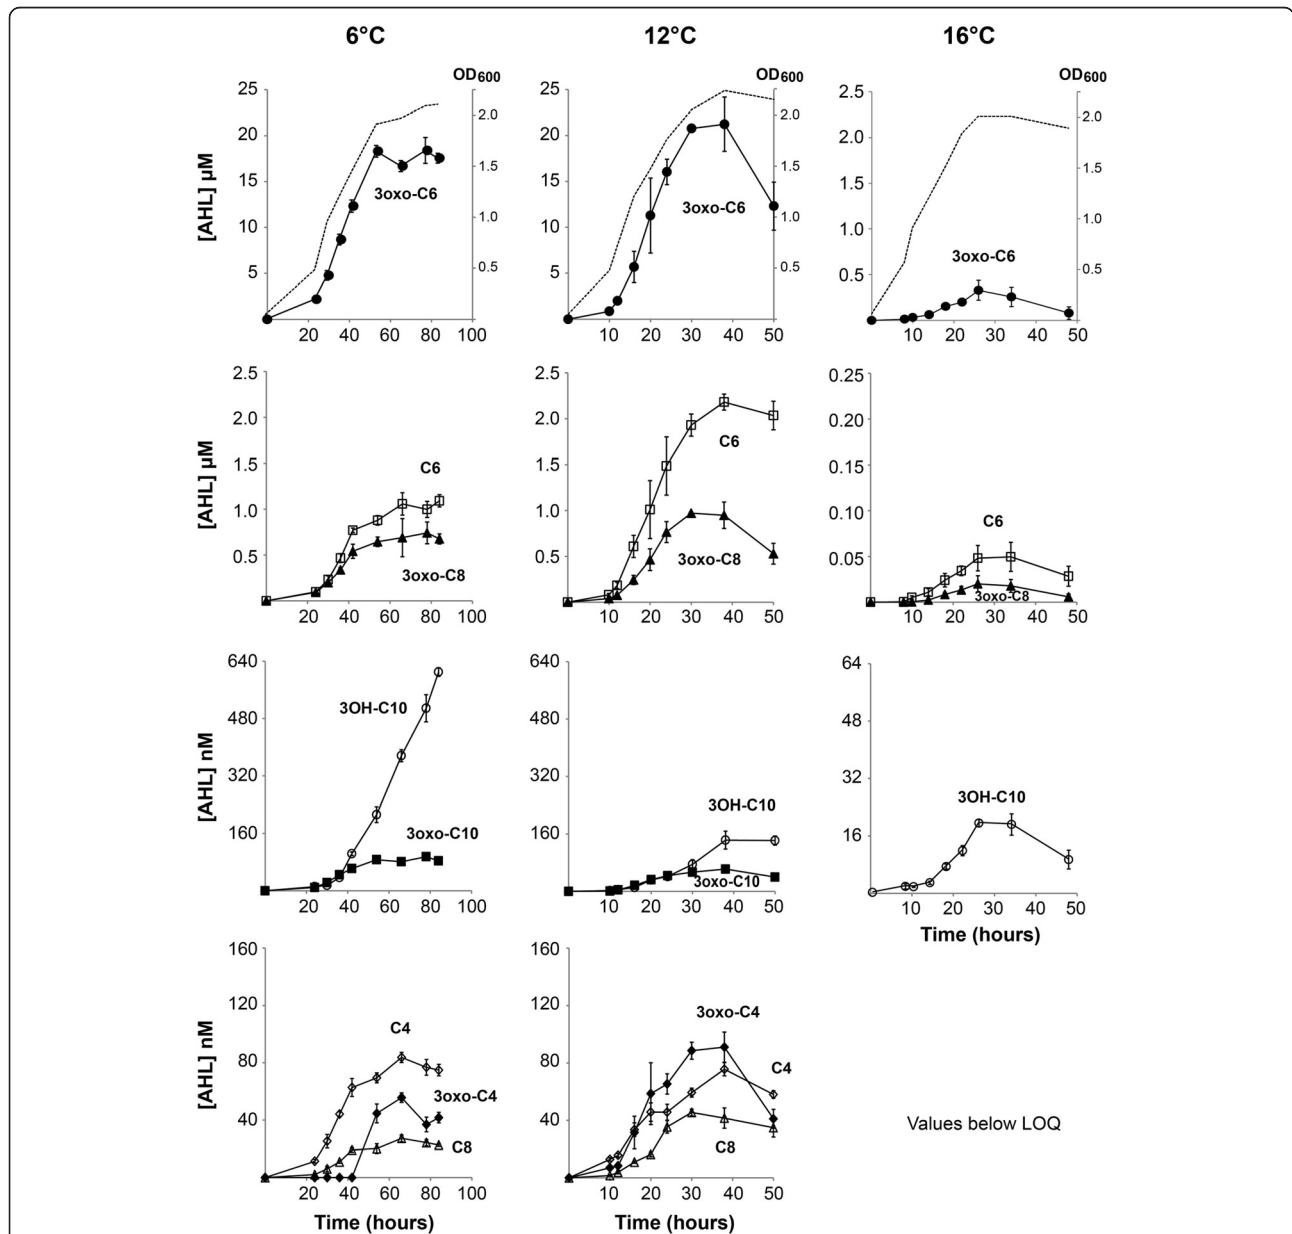 6°C 12°C 16°C
OD600 OD600 OD600
[AHL] µM
25 20 15 10 5
2.0 1.5 1.0 0.5
3oxo-C6
20 40 60 80 100
25 20 15 10 5
2.0 1.5 1.0 0.5
3oxo-C6
10 20 30 40 50
2.5 2.0 1.5 1.0 0.5
2.0 1.5 1.0 0.5
3oxo-C6
10 20 30 40 50
[AHL] µM
2.5 2.0 1.5 1.0 0.5
C6
3oxo-C8
20 40 60 80 100
2.5 2.0 1.5 1.0 0.5
C6
3oxo-C8
10 20 30 40 50
0.25 0.20 0.15 0.10 0.05
C6
3oxo-C8
10 20 30 40 50
[AHL] nM
640 480 320 160
3OH-C10
3oxo-C10
20 40 60 80 100
640 480 320 160
3OH-C10
3oxo-C10
10 20 30 40 50
64 48 32 16
3OH-C10
10 20 30 40 50
Time (hours)
[AHL] nM
160 120 80 40
C4
3oxo-C4
C8
20 40 60 80 100
Time (hours)
160 120 80 40
3oxo-C4
C4
C8
10 20 30 40 50
Time (hours)
Values below LOQ